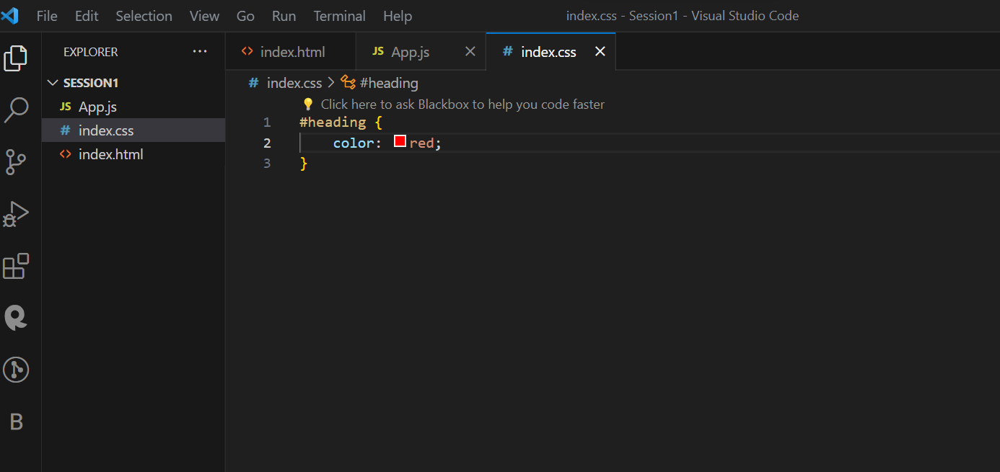 File Edit Selection View Go Run Terminal Help index.css - Session1 - Visual Studio Code
EXPLORER ···
<> index.html JS App.js # index.css
SESSION1
# index.css > #heading
JS App.js
Click here to ask Blackbox to help you code faster
1 #heading {
# index.css
2 color: red;
<> index.html
3 }
B